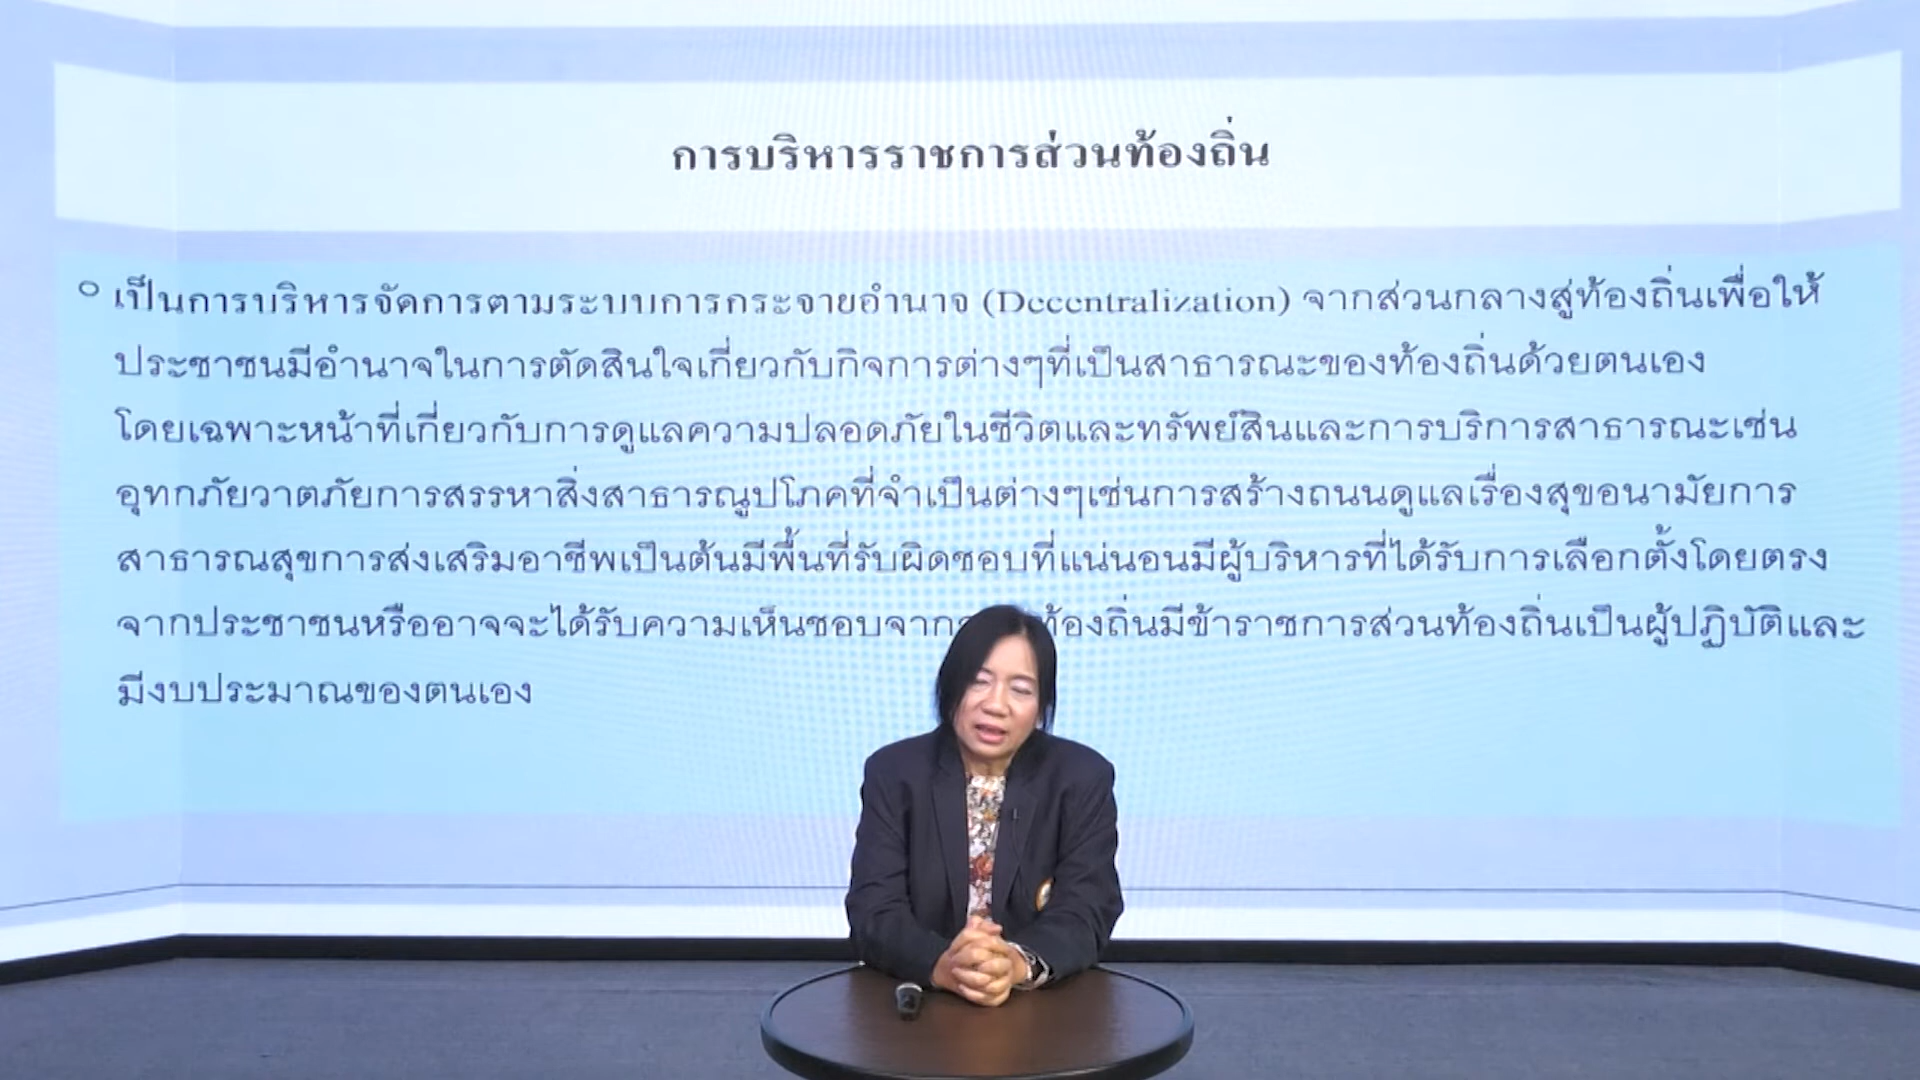 การบริหารราชการส่วนท้องถิ่น
เป็นการบริหารจัดการตามระบบการกระจายอำนาจ (Decentralization) จากส่วนกลางสู่ท้องถิ่นเพื่อให้
ประชาชนมีอำนาจในการตัดสินใจเกี่ยวกับกิจการต่างๆที่เป็นสาธารณะของท้องถิ่นด้วยตนเอง
โดยเฉพาะหน้าที่เกี่ยวกับการดูแลความปลอดภัยในชีวิตและทรัพย์สินและการบริการสาธารณะเช่น
อุทกภัยวาตภัยการสรรหาสิ่งสาธารณูปโภคที่จำเป็นต่างๆเช่นการสร้างถนนดูแลเรื่องสุขอนามัยการ
สาธารณสุขการส่งเสริมอาชีพเป็นต้นมีพื้นที่รับผิดชอบที่แน่นอนมีผู้บริหารที่ได้รับการเลือกตั้งโดยตรง
จากประชาชนหรืออาจจะได้รับความเห็นชอบจาก ท้องถิ่นมีข้าราชการส่วนท้องถิ่นเป็นผู้ปฏิบัติและ
มีงบประมาณของตนเอง